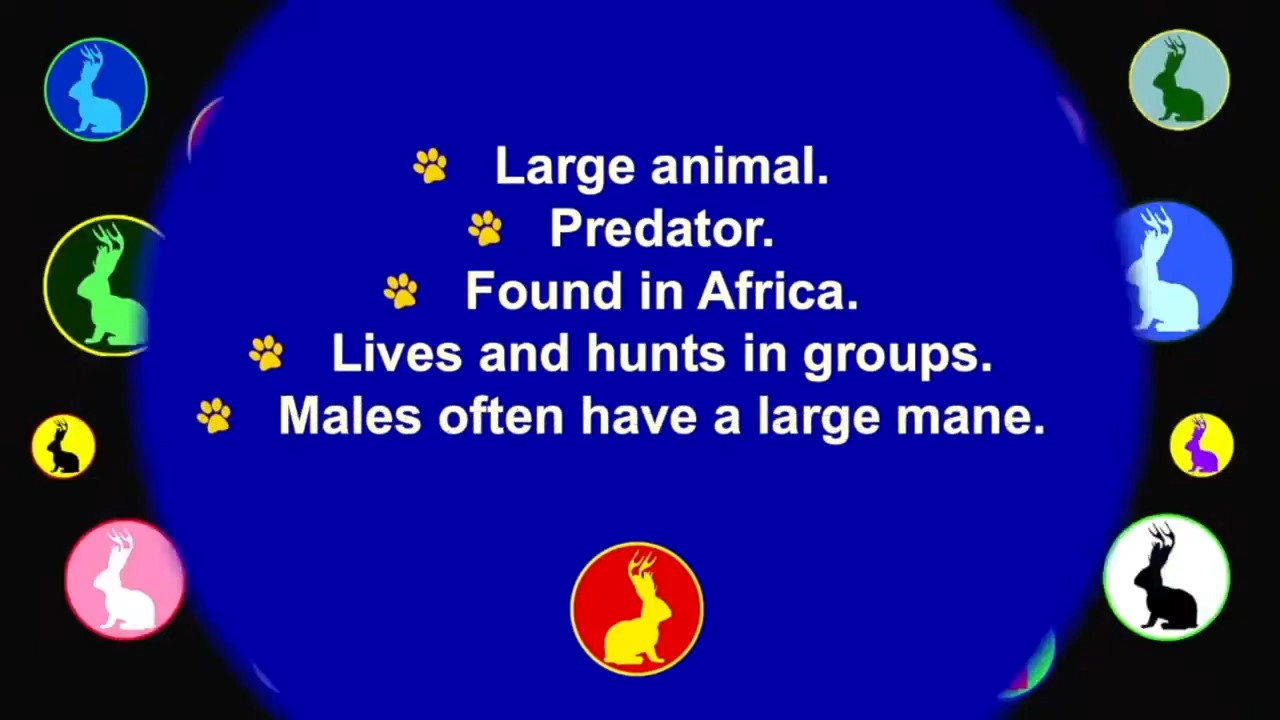 Large animal.
Predator.
Found in Africa.
Lives and hunts in groups.
Males often have a large mane.